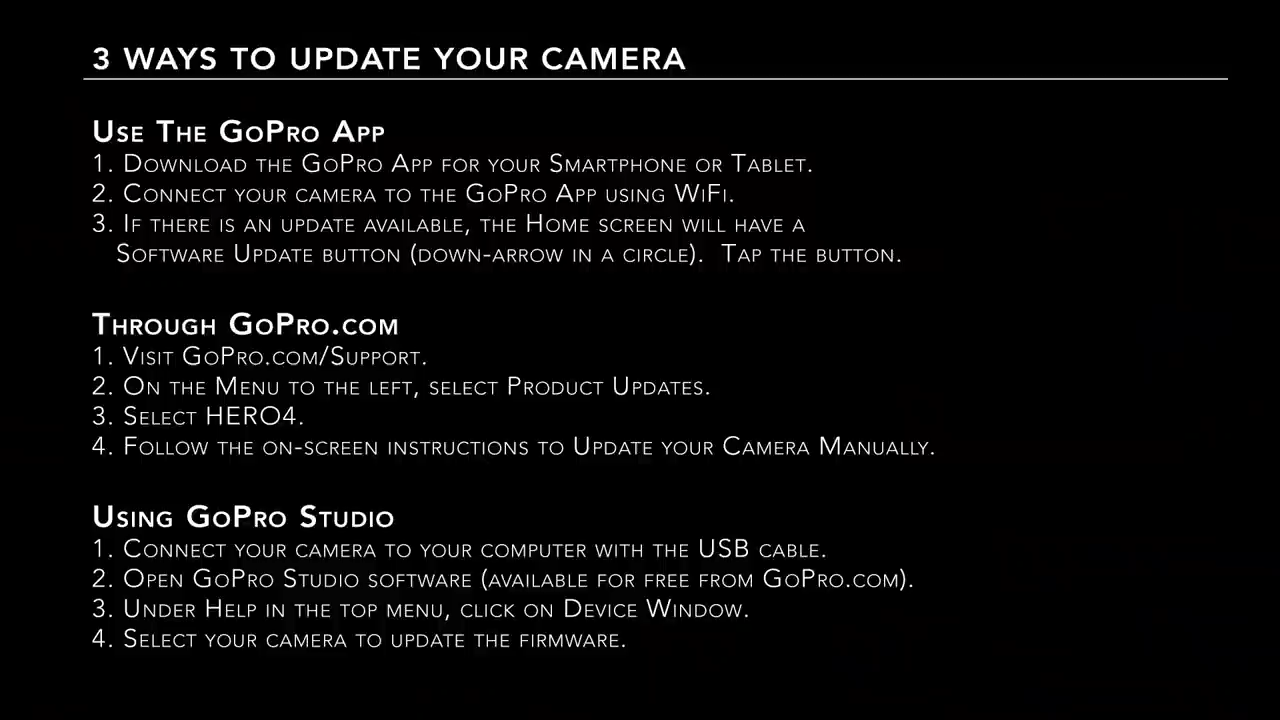 3 WAYS TO UPDATE YOUR CAMERA
Use The GoPro App
1. Download the GoPro App for your Smartphone or Tablet.
2. Connect your camera to the GoPro App using WiFi.
3. If there is an update available, the Home screen will have a
Software Update button (down-arrow in a circle). Tap the button.
Through GoPro.com
1. Visit GoPro.com/Support.
2. On the Menu to the left, select Product Updates.
3. Select HERO4.
4. Follow the on-screen instructions to Update your Camera Manually.
Using GoPro Studio
1. Connect your camera to your computer with the USB cable.
2. Open GoPro Studio software (available for free from GoPro.com).
3. Under Help in the top menu, click on Device Window.
4. Select your camera to update the firmware.